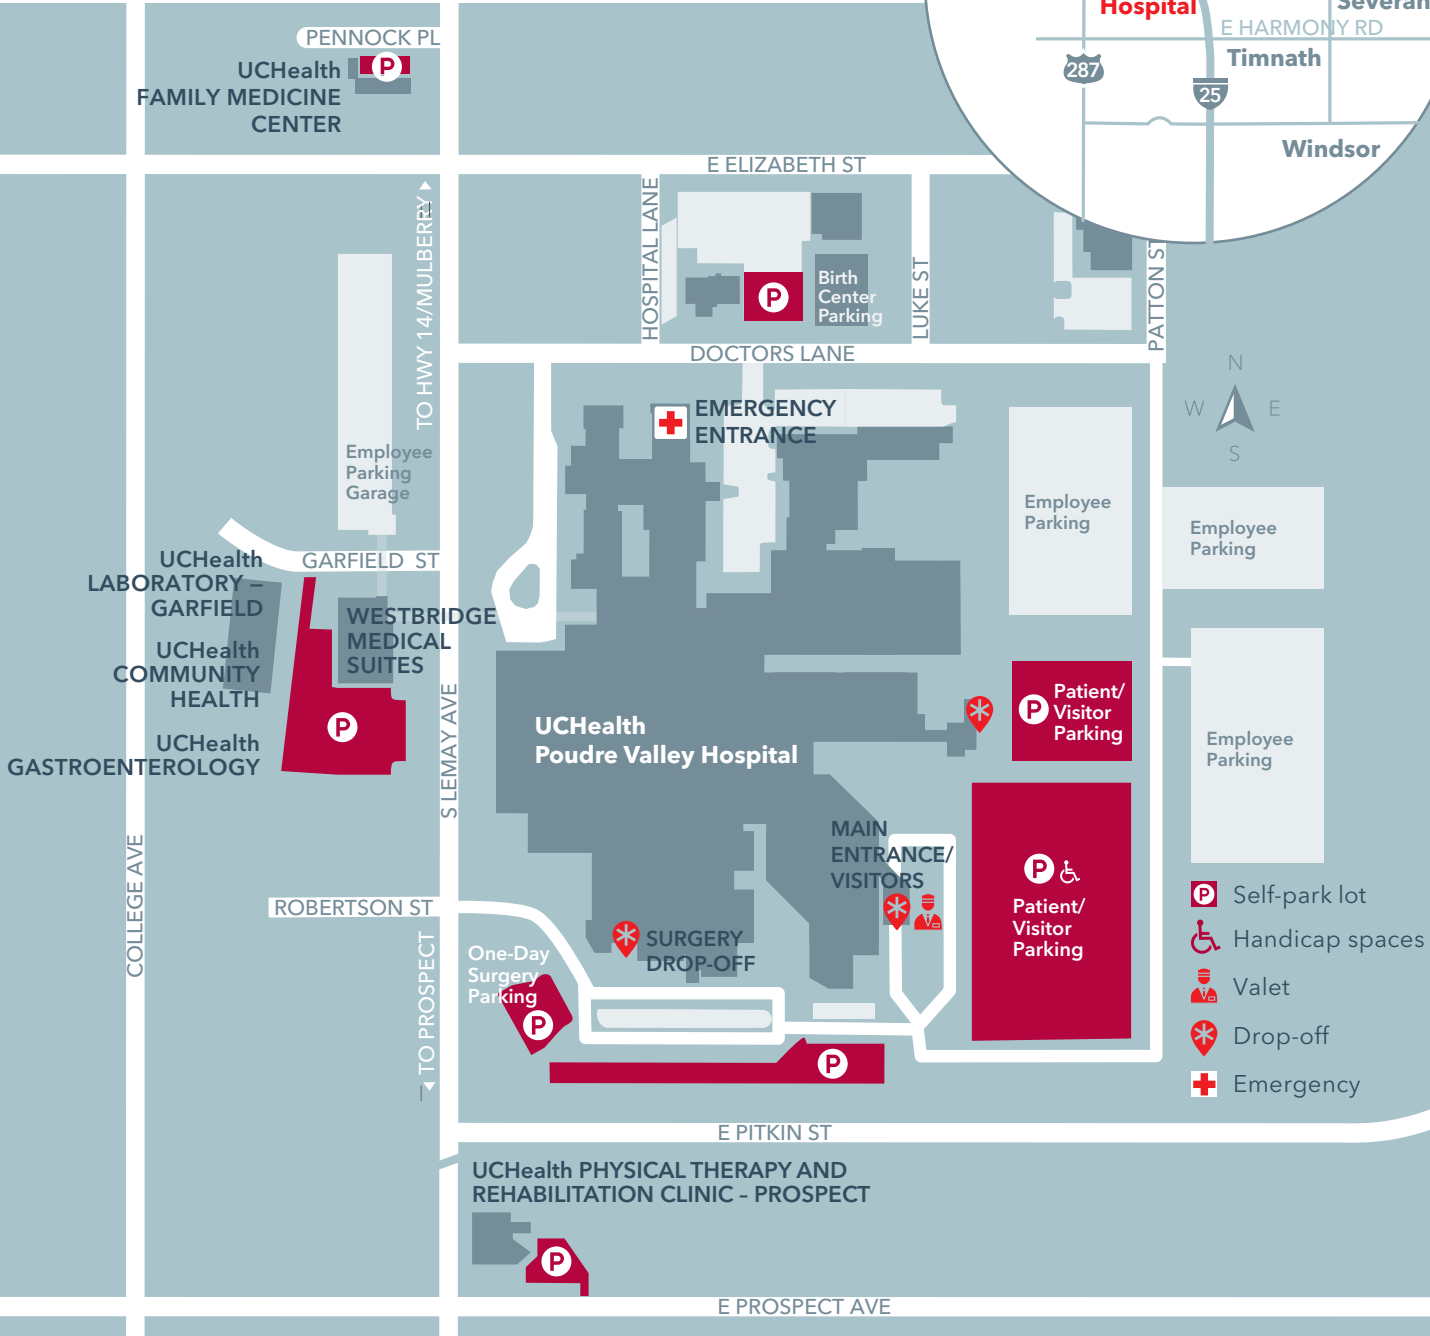 Hospital
E HARMONY RD
Timnath
287
25
Windsor
PENNOCK PL
P
UCHealth
FAMILY MEDICINE
CENTER
E ELIZABETH ST
TO HWY 14/MULBERRY
HOSPITAL LANE
LUKE ST
PATTON ST
P
Birth
Center
Parking
DOCTORS LANE
N
W
E
S
EMERGENCY
ENTRANCE
Employee
Parking
Garage
Employee
Parking
Employee
Parking
GARFIELD ST
UCHealth
LABORATORY –
GARFIELD
WESTBRIDGE
MEDICAL
SUITES
UCHealth
COMMUNITY
HEALTH
P
UCHealth
GASTROENTEROLOGY
S LEMAY AVE
UCHealth
Poudre Valley Hospital
P
Patient/
Visitor
Parking
Employee
Parking
MAIN
ENTRANCE/
VISITORS
P
Patient/
Visitor
Parking
COLLEGE AVE
ROBERTSON ST
TO PROSPECT
One-Day
Surgery
Parking
P
SURGERY
DROP-OFF
P
P
Self-park lot
Handicap spaces
Valet
Drop-off
Emergency
E PITKIN ST
UCHealth PHYSICAL THERAPY AND
REHABILITATION CLINIC – PROSPECT
P
E PROSPECT AVE